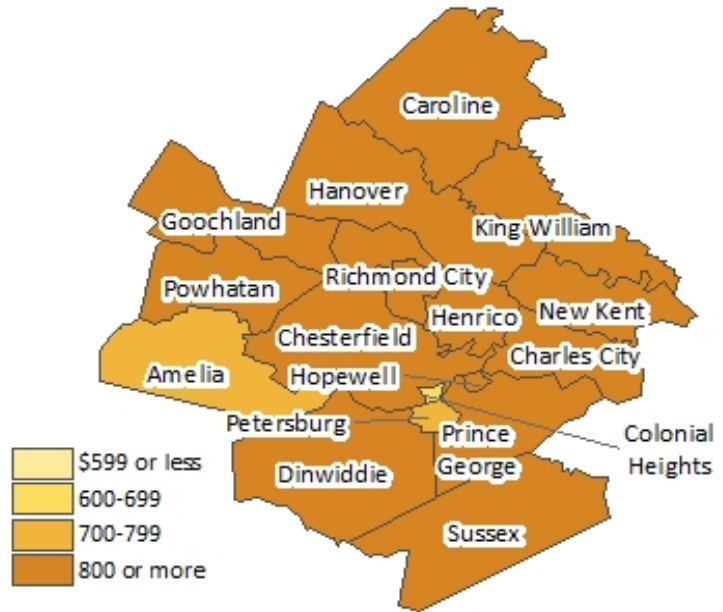 Caroline
Hanover
Goochland
King William
Richmond City
Powhatan
New Kent
Henrico
Chesterfield
Charles City
Amelia
Hopewell
Petersburg
Prince
George
Colonial
Heights
Dinwiddie
Sussex
$599 or less
600-699
700-799
800 or more